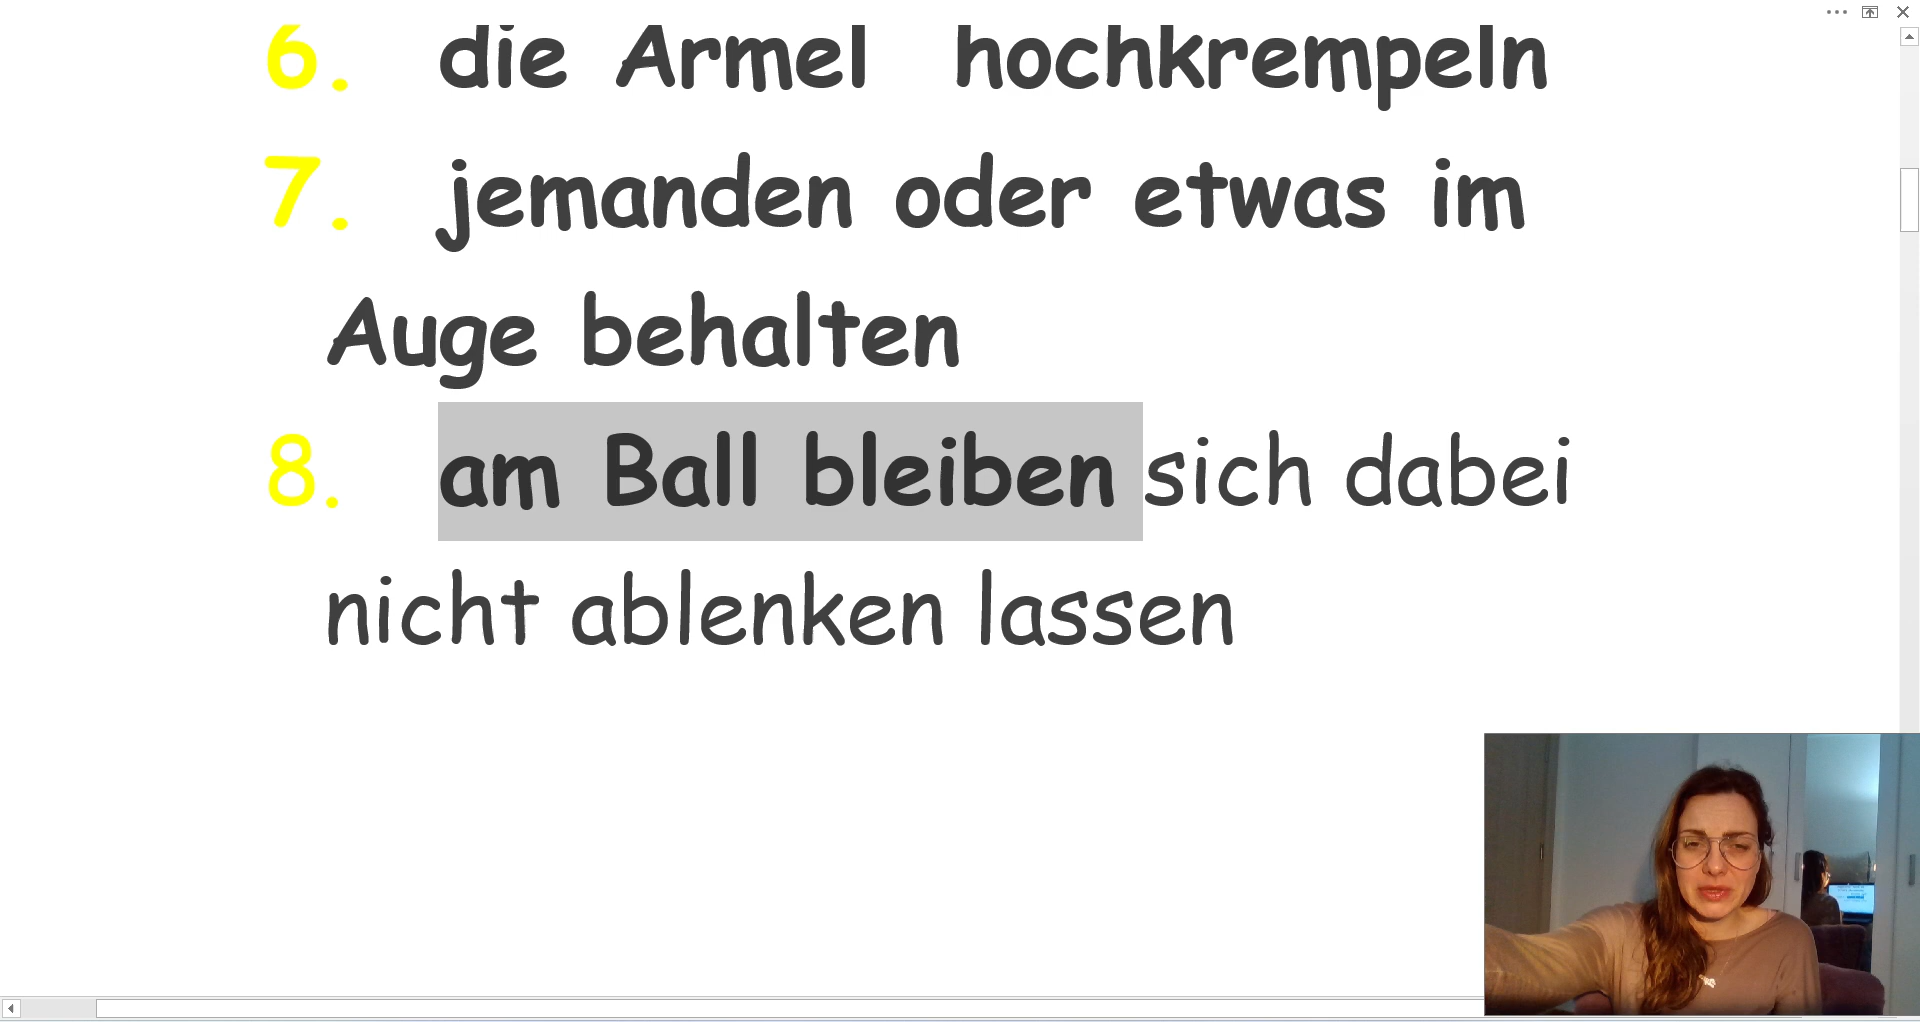 6. die Armel hochkrempeln
7. jemanden oder etwas im
Auge behalten
8. am Ball bleiben sich dabei
nicht ablenken lassen